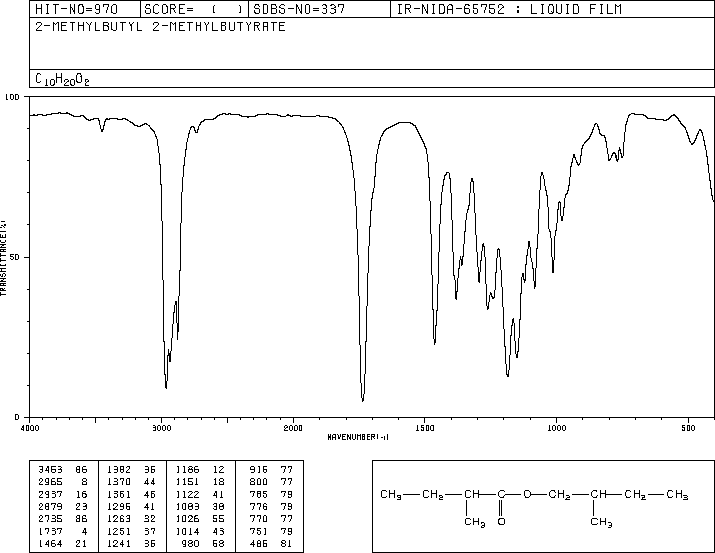 HIT-NO=970 SCORE= ( ) SDBS-NO=337 IR-NIDA-65752 : LIQUID FILM
2-METHYLBUTYL 2-METHYLBUTYRATE
C10H20O2
100
50
0
TRANSMITTANCE(%)
4000 3000 2000 1500 1000 500
WAVENUMBER(-1)
3463 86 1382 36 1186 12 916 77
2965 8 1370 44 1151 18 800 77
2937 16 1361 46 1122 41 785 79
2879 23 1296 41 1083 38 776 79
2735 86 1263 32 1026 55 770 77
1737 4 1251 37 1014 43 751 79
1464 21 1241 36 980 58 486 81
CH3 CH2 CH C O CH2 CH CH2 CH3
CH3 O CH3